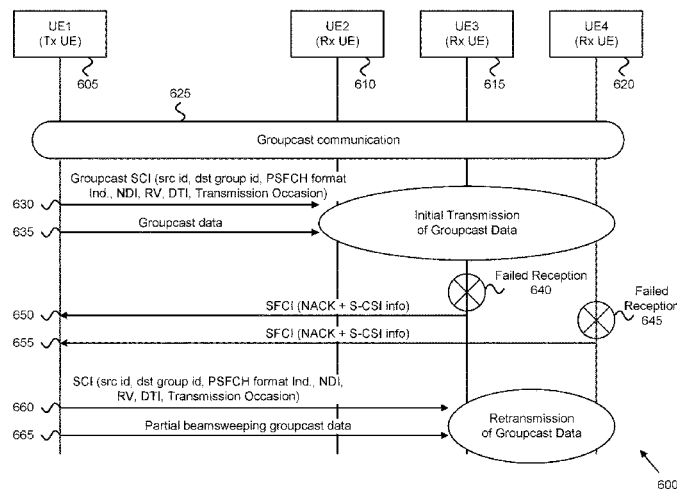 UE1
(Tx UE)
UE2
(Rx UE)
UE3
(Rx UE)
UE4
(Rx UE)
605
610
615
620
625
Groupcast communication
Groupcast SCI (src id, dst group id, PSFCH format
Ind., NDI, RV, DTI, Transmission Occasion)
630
Groupcast data
635
Initial Transmission
of Groupcast Data
Failed Reception
640
Failed
Reception
645
SFCI (NACK + S-CSI info)
650
SFCI (NACK + S-CSI info)
655
SCI (src id, dst group id, PSFCH format Ind., NDI,
RV, DTI, Transmission Occasion)
660
Partial beamsweeping groupcast data
665
Retransmission
of Groupcast Data
600